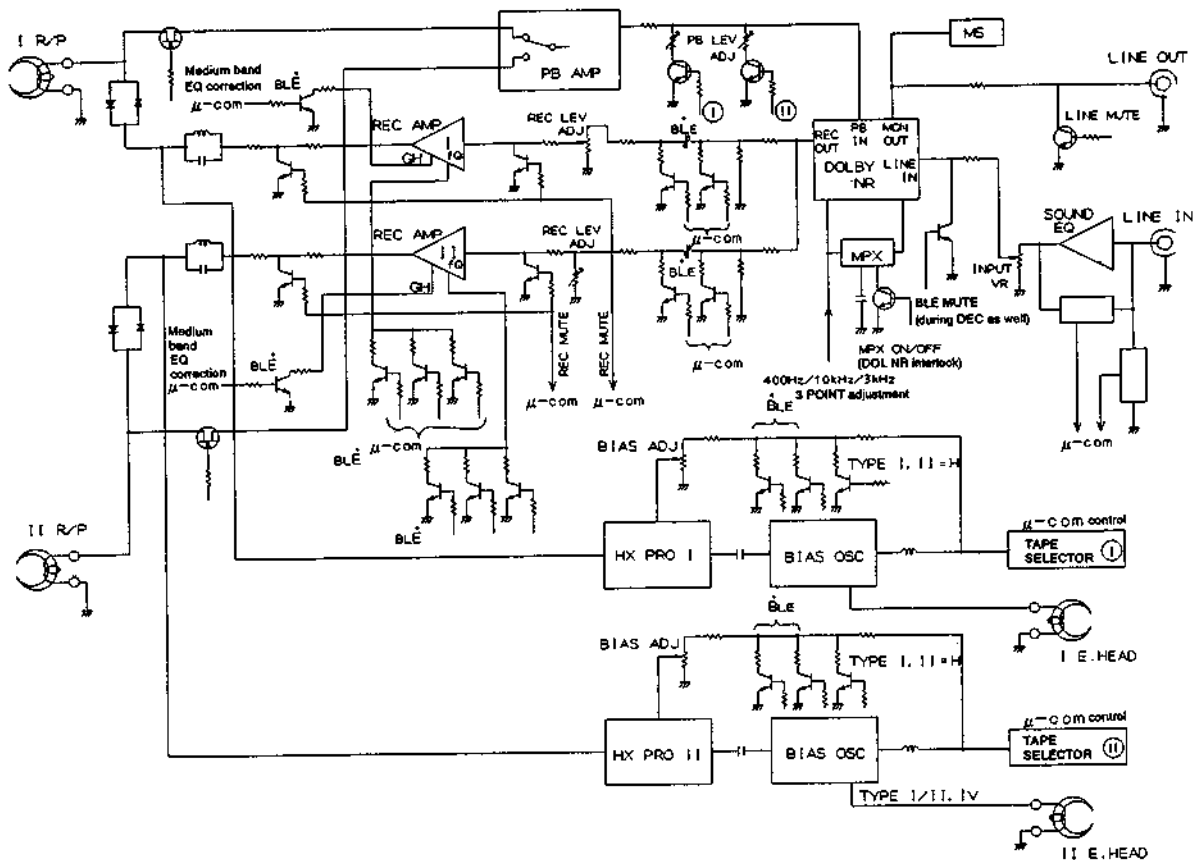 I R/P
Medium band
EQ correction
μ-com
BLE
PB AMP
PB LEV
ADJ
I
II
MS
LINE OUT
LINE MUTE
REC AMP
GH
fQ
REC LEV
ADJ
BLE
μ-com
REC
OUT
PB
IN
MON
OUT
DOLBY
NR
LINE
IN
SOUND
EQ
LINE IN
MPX
INPUT
VR
BLE MUTE
(during DEC as well)
MPX ON/OFF
(DOL NR interlock)
400Hz/10kHz/3kHz
3 POINT adjustment
μ-com
REC AMP
GH
fQ
REC LEV
ADJ
BLE
μ-com
Medium
band
EQ
correction
μ-com
BLE
REC MUTE
REC MUTE
μ-com
μ-com
BLE
μ-com
BLE
II R/P
BIAS ADJ
BLE
TYPE I, II=H
HX PRO I
BIAS OSC
μ-com control
TAPE
SELECTOR I
I E.HEAD
BIAS ADJ
BLE
TYPE I, II=H
HX PRO II
BIAS OSC
μ-com control
TAPE
SELECTOR II
TYPE I/II, IV
II E.HEAD